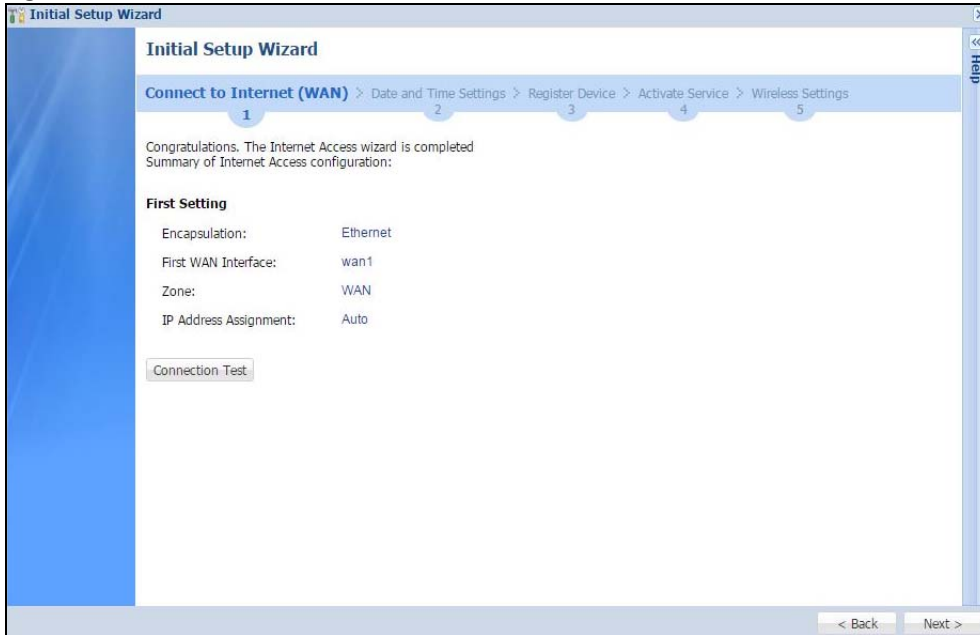 Initial Setup Wizard
Help
Initial Setup Wizard
Connect to Internet (WAN) > Date and Time Settings > Register Device > Activate Service > Wireless Settings
1 2 3 4 5
Congratulations. The Internet Access wizard is completed
Summary of Internet Access configuration:
First Setting
Encapsulation: Ethernet
First WAN Interface: wan1
Zone: WAN
IP Address Assignment: Auto
Connection Test
< Back Next >